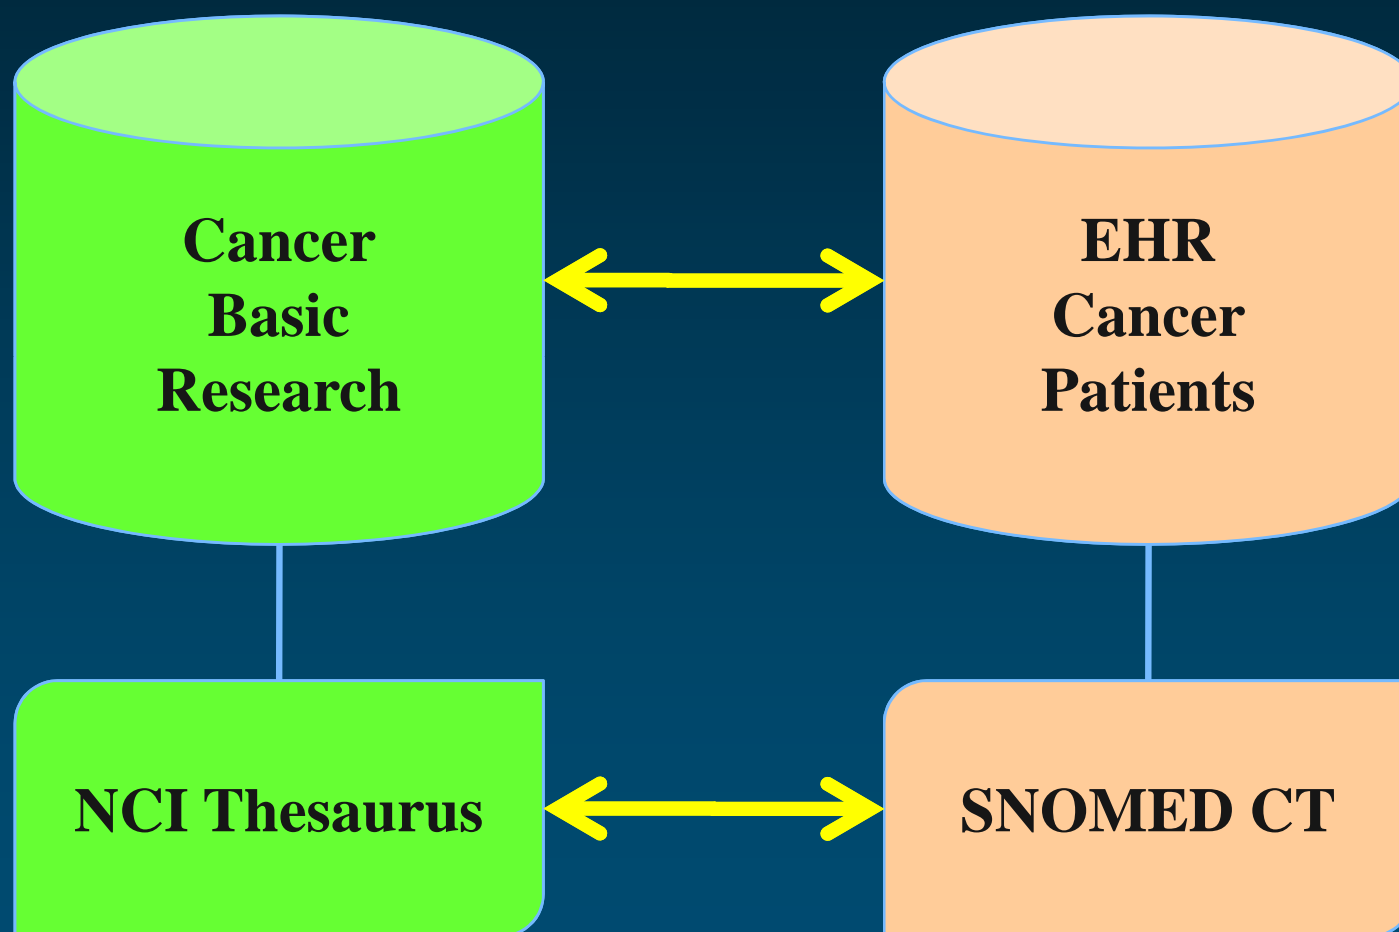 Cancer
Basic
Research
EHR
Cancer
Patients
NCI Thesaurus
SNOMED CT